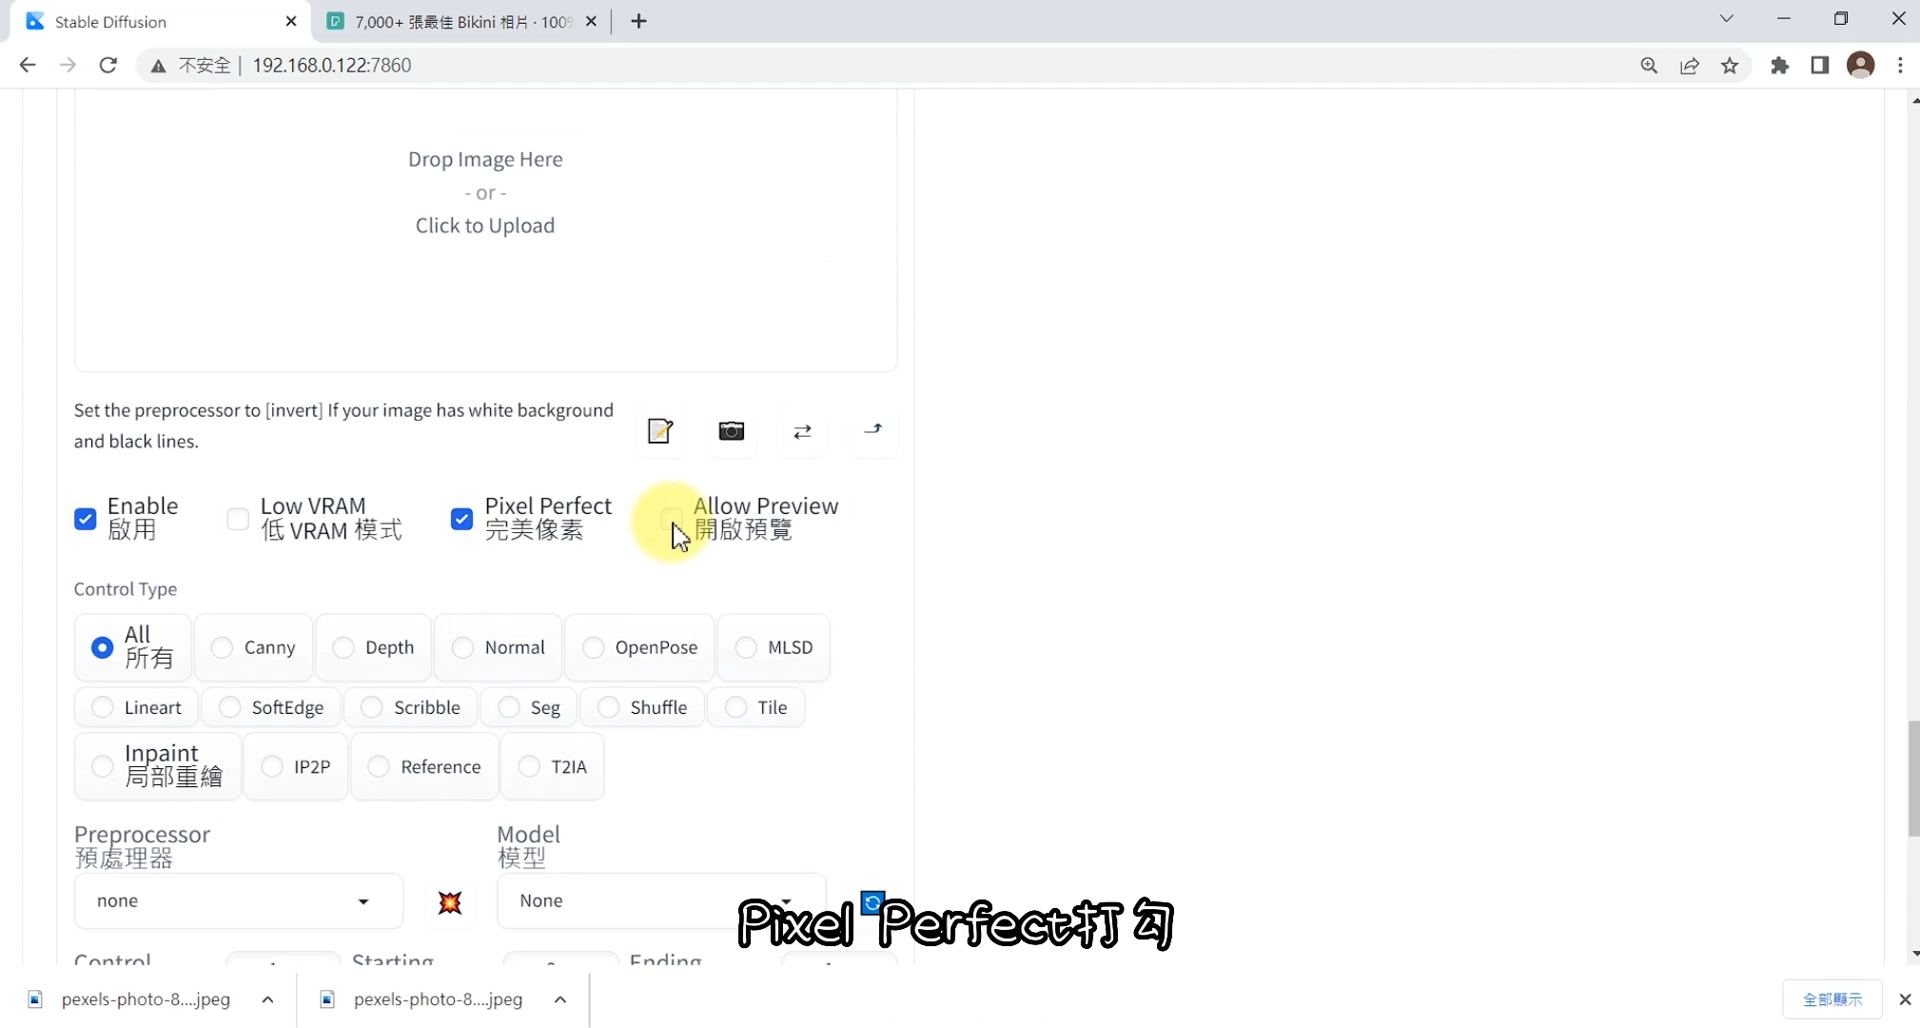 Stable Diffusion
7,000+ 張最佳 Bikini 相片 · 100%
不安全 | 192.168.0.122:7860
Drop Image Here
- or -
Click to Upload
Set the preprocessor to [invert] If your image has white background
and black lines.
Enable
啟用
Low VRAM
低 VRAM 模式
Pixel Perfect
完美像素
Allow Preview
開啟預覽
Control Type
All
所有
Canny
Depth
Normal
OpenPose
MLSD
Lineart
SoftEdge
Scribble
Seg
Shuffle
Tile
Inpaint
局部重繪
IP2P
Reference
T2IA
Preprocessor
預處理器
Model
模型
none
None
Pixel Perfect打勾
Control
Starting
Ending
pexels-photo-8....jpeg
pexels-photo-8....jpeg
全部顯示